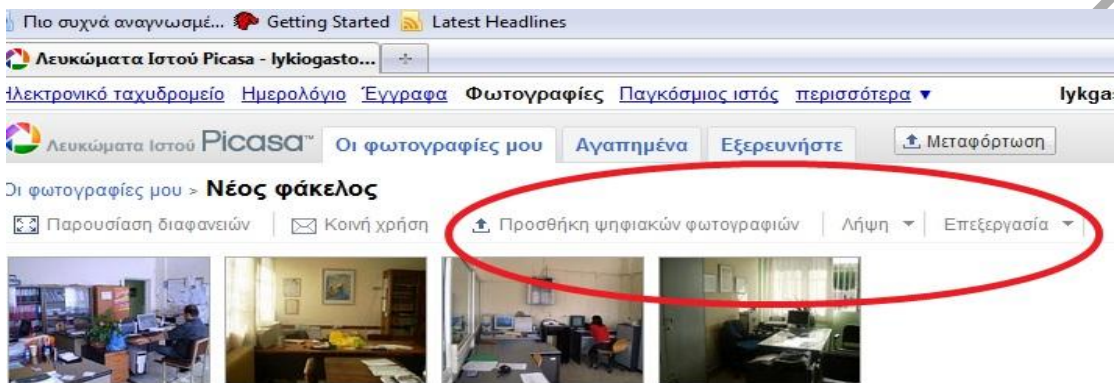 Πιο συχνά αναγνωσμέ... Getting Started Latest Headlines
Λευκώματα Ιστού Picasa - lykiogasto...
Ηλεκτρονικό ταχυδρομείο Ημερολόγιο Έγγραφα Φωτογραφίες Παγκόσμιος ιστός περισσότερα ▼ lykga
Λευκώματα Ιστού Picasa™ Οι φωτογραφίες μου Αγαπημένα Εξερευνήστε Μεταφόρτωση
Οι φωτογραφίες μου > Νέος φάκελος
Παρουσίαση διαφανειών Κοινή χρήση Προσθήκη ψηφιακών φωτογραφιών Λήψη Επεξεργασία